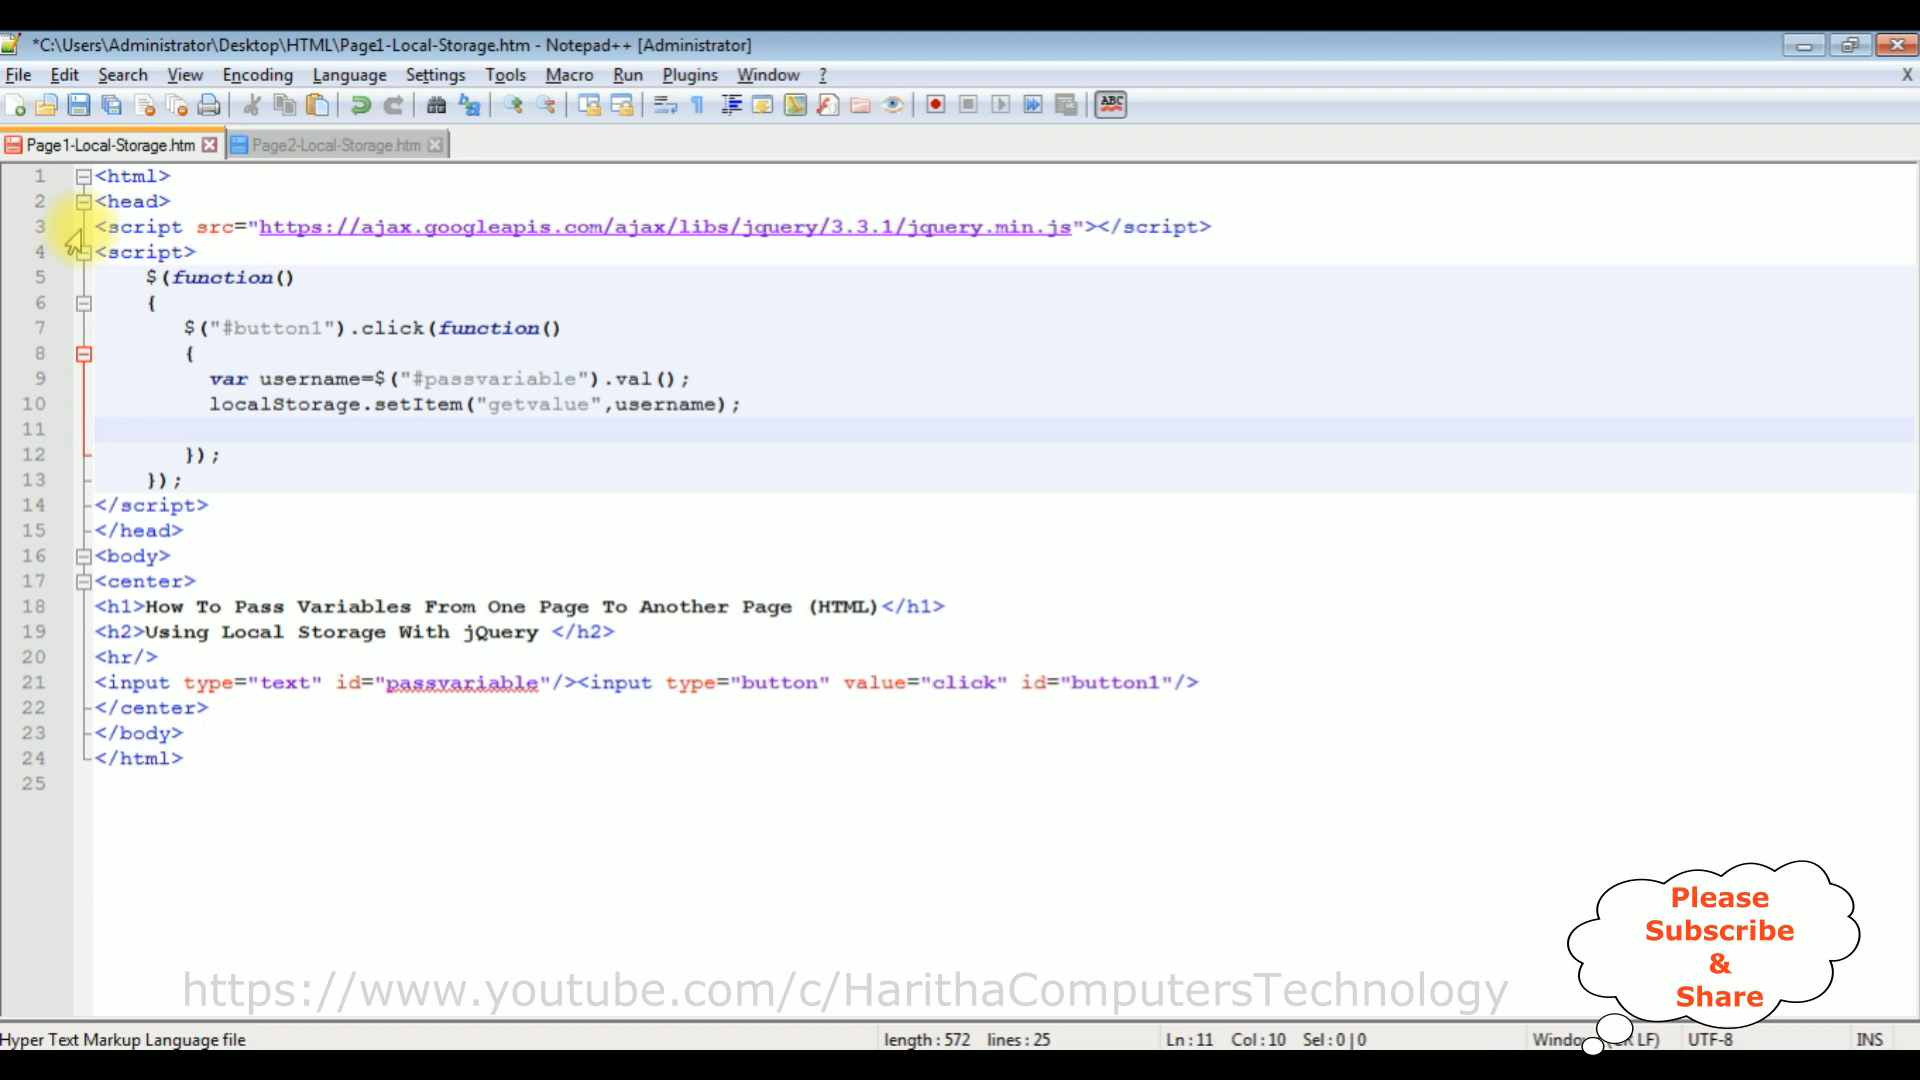 *C:\Users\Administrator\Desktop\HTML\Page1-Local-Storage.htm - Notepad++ [Administrator]
File Edit Search View Encoding Language Settings Tools Macro Run Plugins Window ? X
ABC
Page1-Local-Storage.htm Page2-Local-Storage.htm
1 <html>
2 <head>
3 <script src="https://ajax.googleapis.com/ajax/libs/jquery/3.3.1/jquery.min.js"></script>
4 <script>
5 $(function()
6 {
7 $("#button1").click(function()
8 {
9 var username=$("#passvariable").val();
10 localStorage.setItem("getvalue",username);
11
12 });
13 });
14 </script>
15 </head>
16 <body>
17 <center>
18 <h1>How To Pass Variables From One Page To Another Page (HTML)</h1>
19 <h2>Using Local Storage With jQuery </h2>
20 <hr/>
21 <input type="text" id="passvariable"/><input type="button" value="click" id="button1"/>
22 </center>
23 </body>
24 </html>
25
Please
Subscribe
&
Share
https://www.youtube.com/c/HarithaComputersTechnology
Hyper Text Markup Language file length : 572 lines : 25 Ln : 11 Col : 10 Sel : 0 | 0 LF) UTF-8 INS